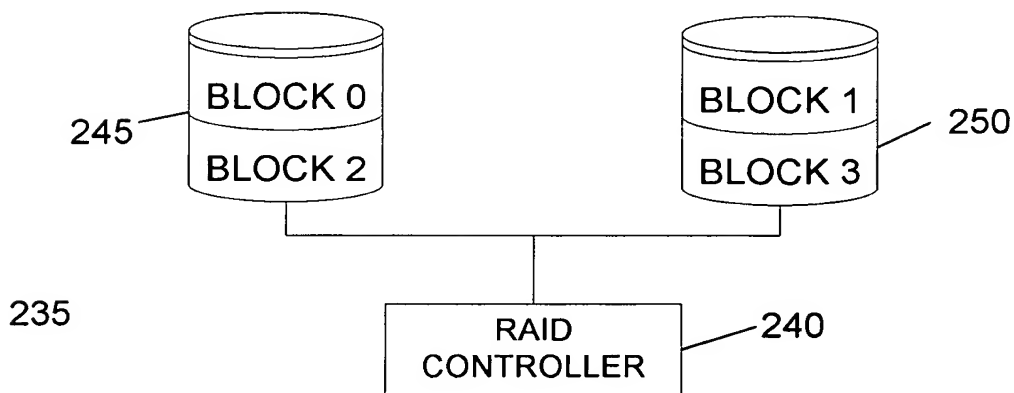 BLOCK 0
BLOCK 2
245
BLOCK 1
BLOCK 3
250
235
RAID
CONTROLLER
240